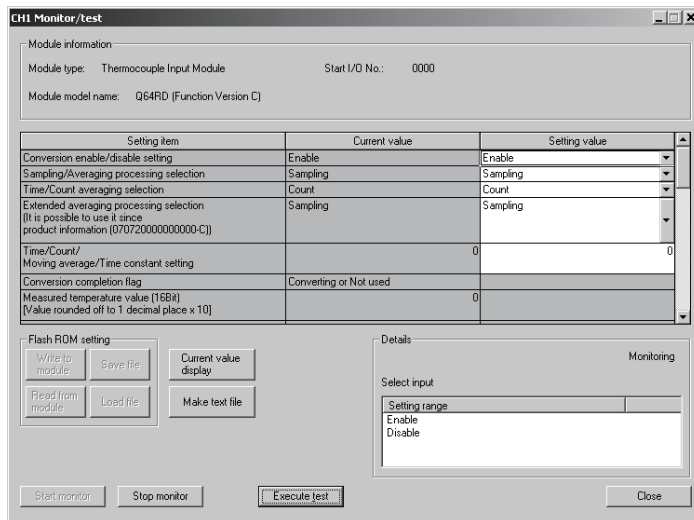 CH1 Monitor/test
Module information
Module type: Thermocouple Input Module Start I/O No.: 0000
Module model name: Q64RD (Function Version C)
Setting item Current value Setting value
Conversion enable/disable setting Enable Enable
Sampling/Averaging processing selection Sampling Sampling
Time/Count averaging selection Count Count
Extended averaging processing selection Sampling Sampling
(It is possible to use it since
product information (070720000000000-C))
Time/Count/ 0 0
Moving average/Time constant setting
Conversion completion flag Converting or Not used
Measured temperature value (16Bit) 0
[Value rounded off to 1 decimal place x 10]
Flash ROM setting
Write to
module
Save file
Current value
display
Read from
module
Load file
Make text file
Details
Monitoring
Select input
Setting range
Enable
Disable
Start monitor Stop monitor Execute test Close